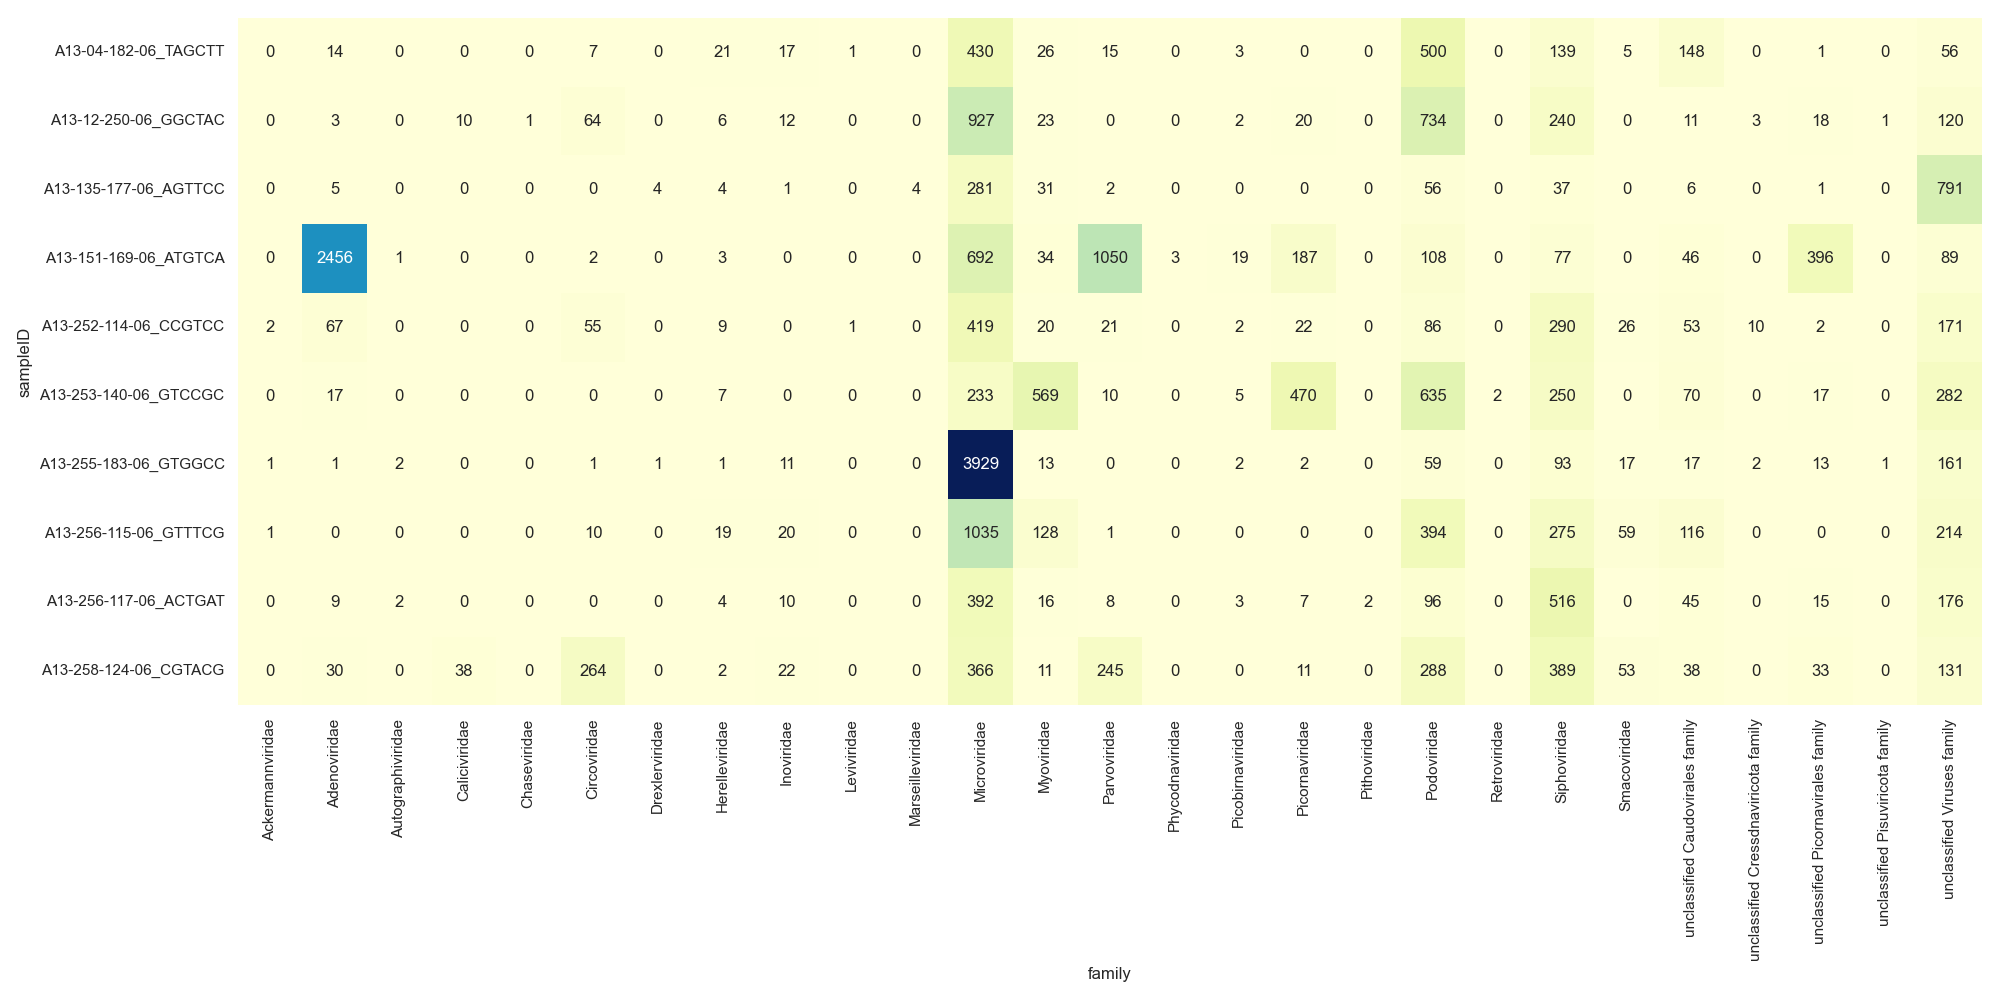 A13-04-182-06_TAGCTT 0 14 0 0 0 7 0 21 17 1 0 430 26 15 0 3 0 0 500 0 139 5 148 0 1 0 56
A13-12-250-06_GGCTAC 0 3 0 10 1 64 0 6 12 0 0 927 23 0 0 2 20 0 734 0 240 0 11 3 18 1 120
A13-135-177-06_AGTTCC 0 5 0 0 0 0 4 4 1 0 4 281 31 2 0 0 0 0 56 0 37 0 6 0 1 0 791
A13-151-169-06_ATGTCA 0 2456 1 0 0 2 0 3 0 0 0 692 34 1050 3 19 187 0 108 0 77 0 46 0 396 0 89
A13-252-114-06_CCGTCC 2 67 0 0 0 55 0 9 0 1 0 419 20 21 0 2 22 0 86 0 290 26 53 10 2 0 171
A13-253-140-06_GTCCGC 0 17 0 0 0 0 0 7 0 0 0 233 569 10 0 5 470 0 635 2 250 0 70 0 17 0 282
A13-255-183-06_GTGGCC 1 1 2 0 0 1 1 1 11 0 0 3929 13 0 0 2 2 0 59 0 93 17 17 2 13 1 161
A13-256-115-06_GTTTCG 1 0 0 0 0 10 0 19 20 0 0 1035 128 1 0 0 0 0 394 0 275 59 116 0 0 0 214
A13-256-117-06_ACTGAT 0 9 2 0 0 0 0 4 10 0 0 392 16 8 0 3 7 2 96 0 516 0 45 0 15 0 176
A13-258-124-06_CGTACG 0 30 0 38 0 264 0 2 22 0 0 366 11 245 0 0 11 0 288 0 389 53 38 0 33 0 131
sampleID
Ackermannviridae
Adenoviridae
Autographiviridae
Caliciviridae
Chaseviridae
Circoviridae
Drexlerviridae
Herelleviridae
Inoviridae
Leviviridae
Marseilleviridae
Microviridae
Myoviridae
Parvoviridae
Phycodnaviridae
Picobirnaviridae
Picornaviridae
Pithoviridae
Podoviridae
Retroviridae
Siphoviridae
Smacoviridae
unclassified Caudovirales family
unclassified Cressdnaviricota family
unclassified Picornavirales family
unclassified Pisuviricota family
unclassified Viruses family
family